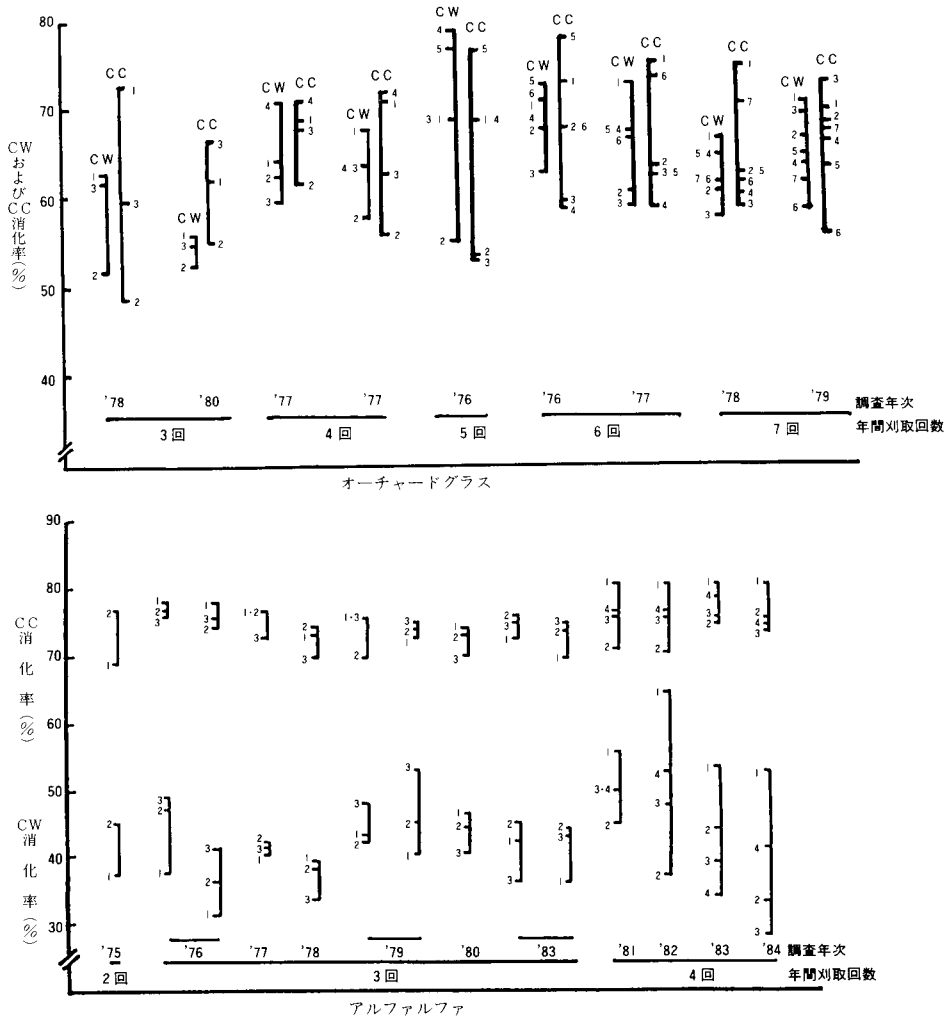 80
70
60
50
40
CWおよびCC消化率(%)
CW
CC
CW
CC
CW
CC
CW
CC
CW
CC
CW
CC
CW
CC
CW
CC
CW
CC
'78
'80
'77
'77
'76
'76
'77
'78
'79
調査年次
3回
4回
5回
6回
7回
年間刈取回数
オーチャードグラス
90
80
70
60
50
40
30
CC消化率(%)
CW消化率(%)
'75
'76
'77
'78
'79
'80
'83
'81
'82
'83
'84
調査年次
2回
3回
4回
年間刈取回数
アルファルファ